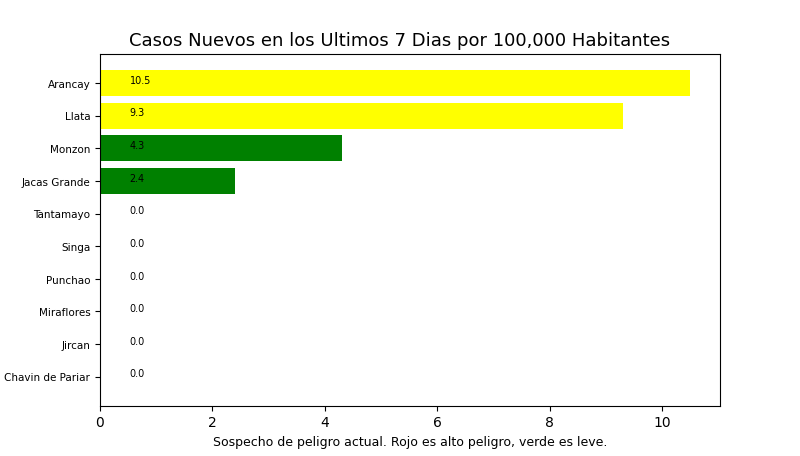 Casos Nuevos en los Ultimos 7 Dias por 100,000 Habitantes
Arancay 10.5
Llata 9.3
Monzon 4.3
Jacas Grande 2.4
Tantamayo 0.0
Singa 0.0
Punchao 0.0
Miraflores 0.0
Jircan 0.0
Chavin de Pariar 0.0
0 2 4 6 8 10
Sospecho de peligro actual. Rojo es alto peligro, verde es leve.